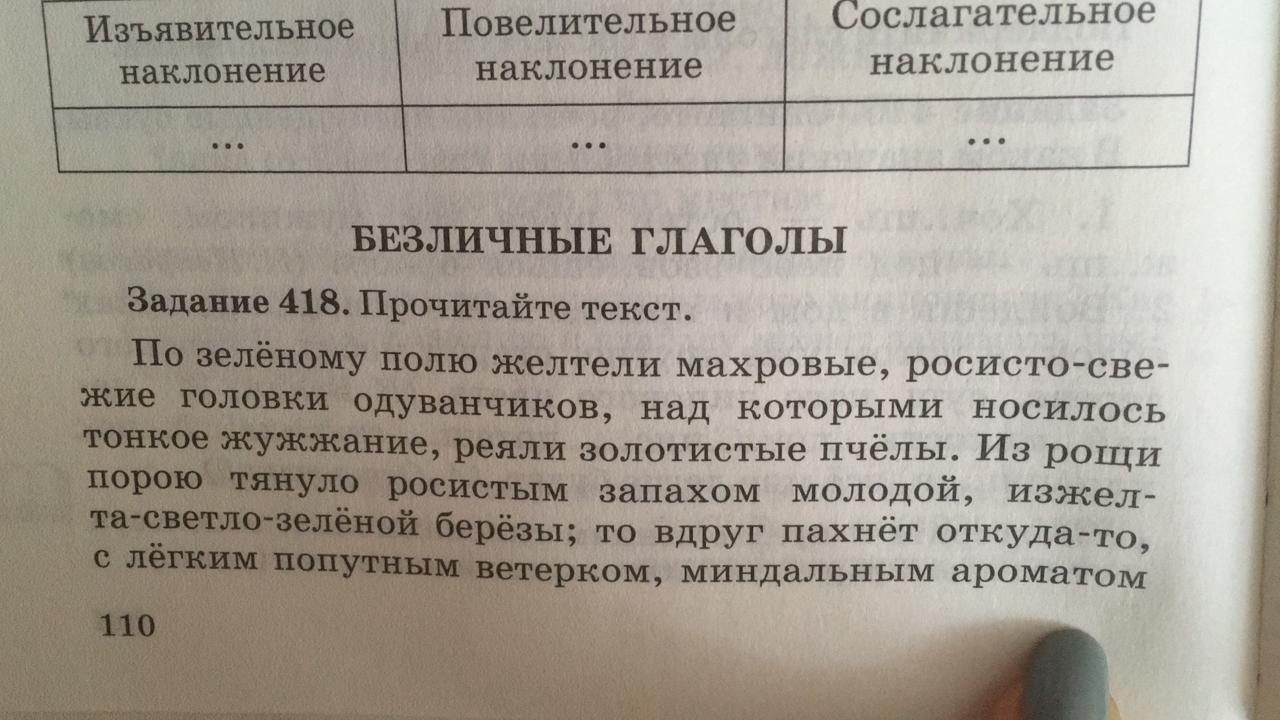 Изъявительное Повелительное Сослагательное
наклонение наклонение наклонение
... ... ...
БЕЗЛИЧНЫЕ ГЛАГОЛЫ
Задание 418. Прочитайте текст.
По зелёному полю желтели махровые, росисто-све-
жие головки одуванчиков, над которыми носилось
тонкое жужжание, реяли золотистые пчёлы. Из рощи
порою тянуло росистым запахом молодой, изжел-
та-светло-зелёной берёзы; то вдруг пахнёт откуда-то,
с лёгким попутным ветерком, миндальным ароматом
110